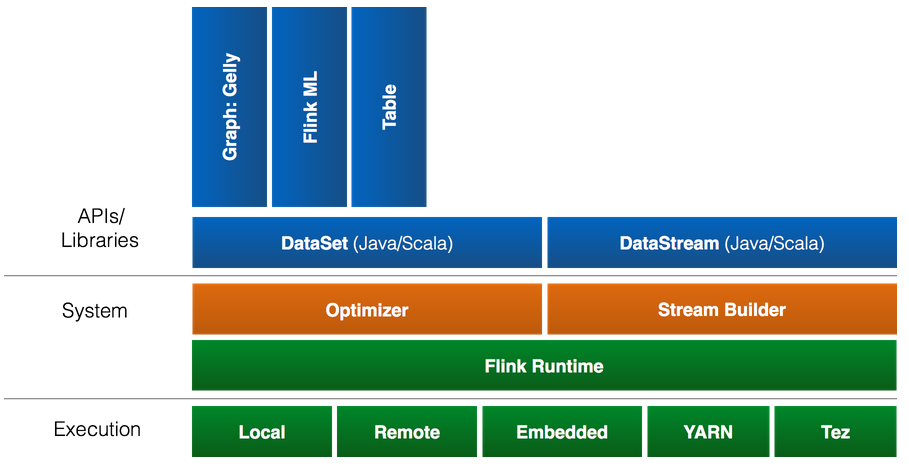 Graph: Gelly
Flink ML
Table
APIs/
Libraries
DataSet (Java/Scala)
DataStream (Java/Scala)
System
Optimizer
Stream Builder
Flink Runtime
Execution
Local
Remote
Embedded
YARN
Tez